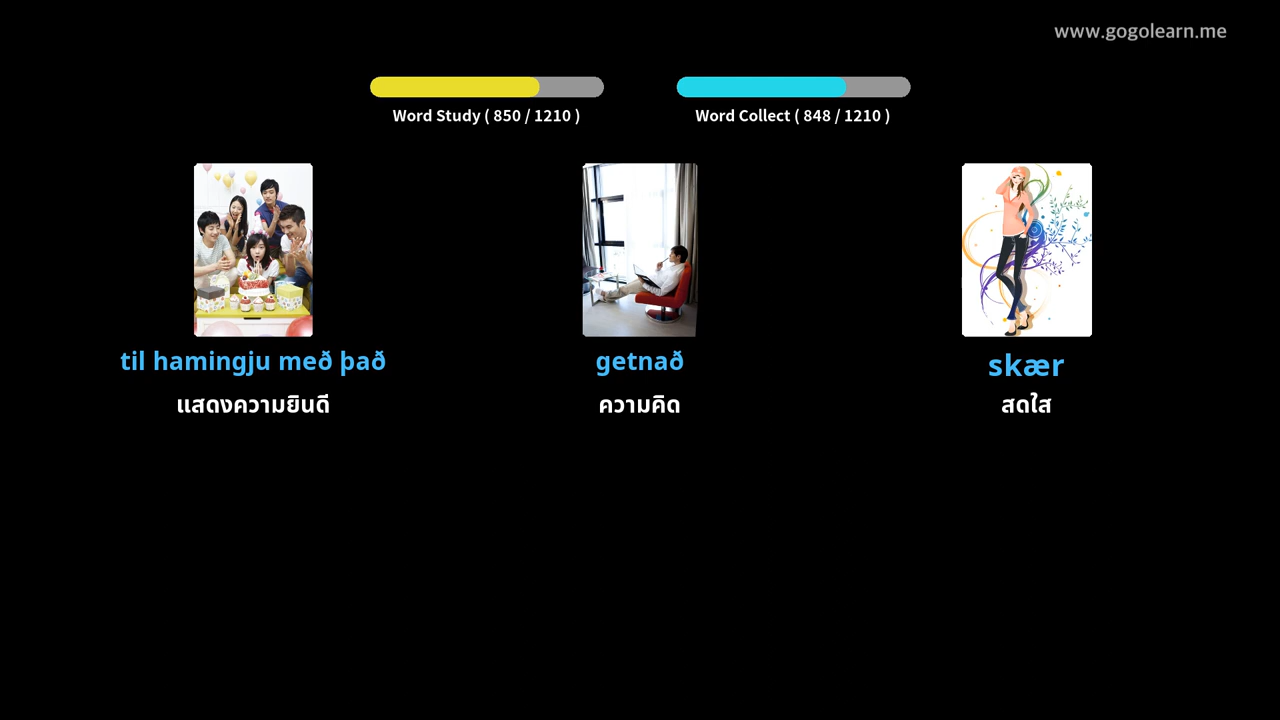 www.gogolearn.me
Word Study ( 850 / 1210 )
Word Collect ( 848 / 1210 )
til hamingju með það
getnað
skær
แสดงความยินดี
ความคิด
สดใส